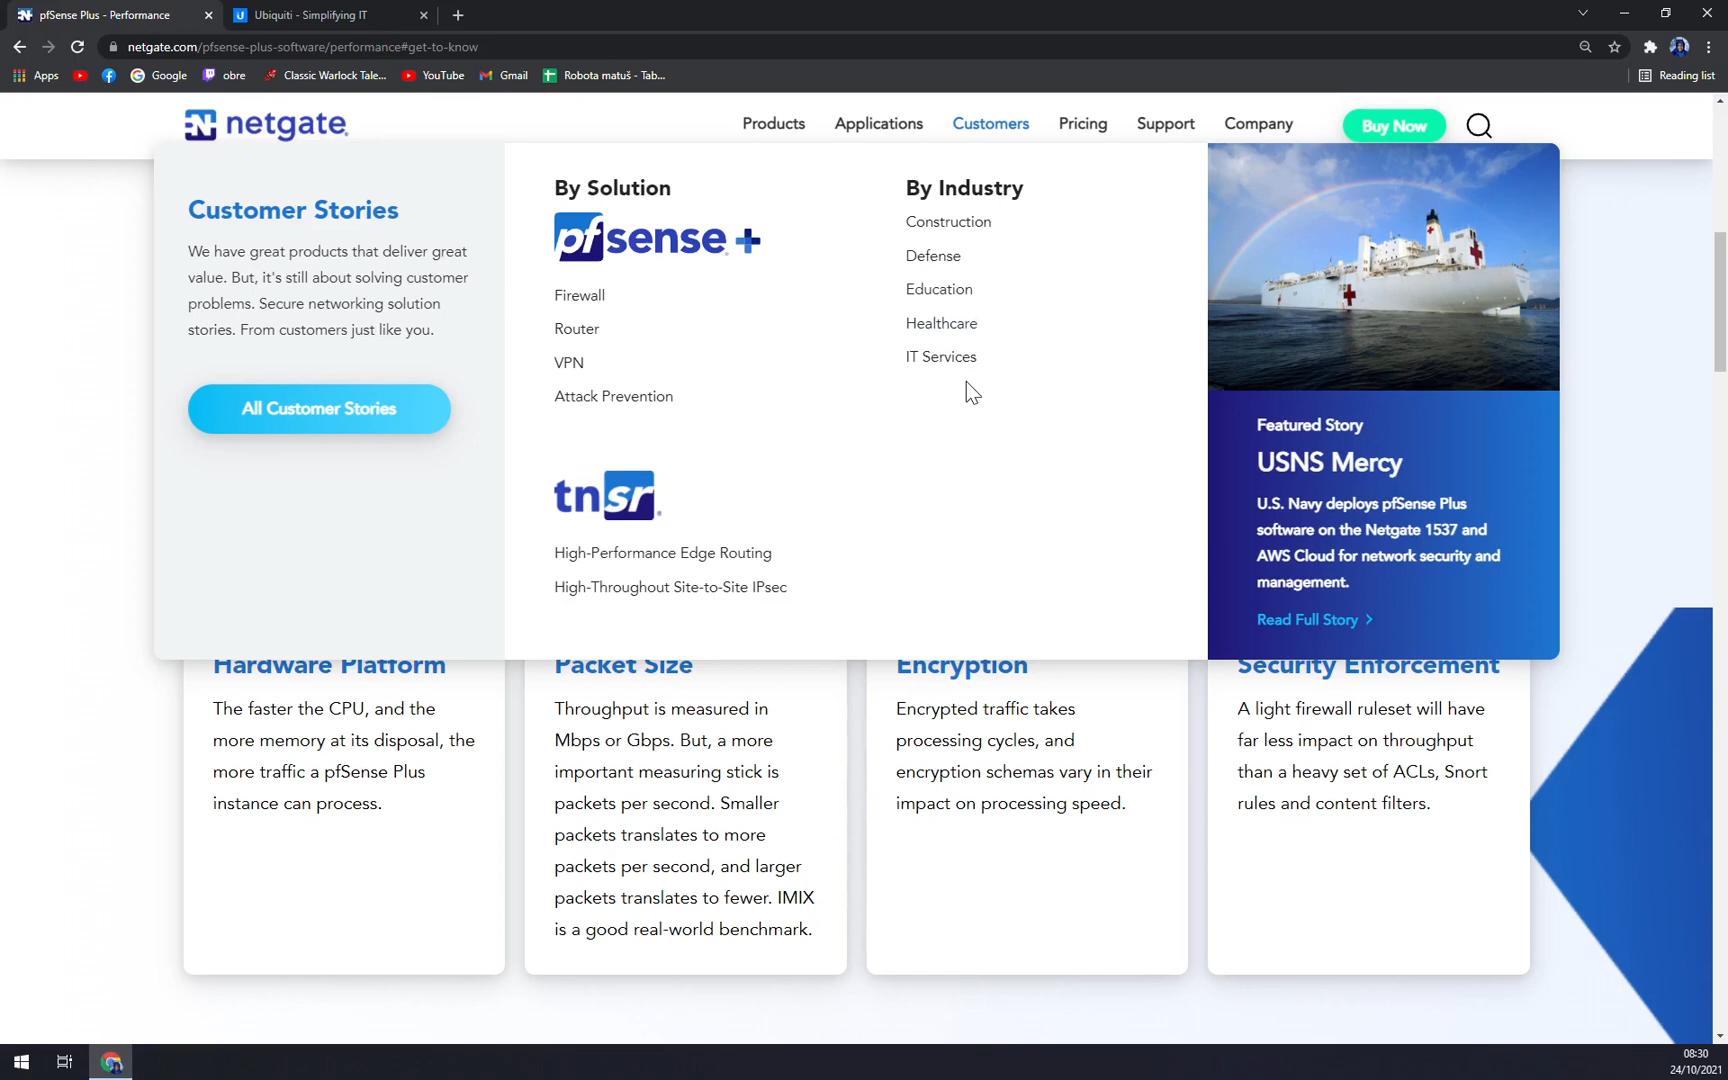 pfSense Plus - Performance
Ubiquiti - Simplifying IT
netgate.com/pfsense-plus-software/performance#get-to-know
Apps
Google
obre
Classic Warlock Tale...
YouTube
Gmail
Robota matuš - Tab...
Reading list
netgate
Products
Applications
Customers
Pricing
Support
Company
Buy Now
Customer Stories
We have great products that deliver great
value. But, it's still about solving customer
problems. Secure networking solution
stories. From customers just like you.
All Customer Stories
By Solution
pfsense +
Firewall
Router
VPN
Attack Prevention
tnsr
High-Performance Edge Routing
High-Throughout Site-to-Site IPsec
By Industry
Construction
Defense
Education
Healthcare
IT Services
Featured Story
USNS Mercy
U.S. Navy deploys pfSense Plus
software on the Netgate 1537 and
AWS Cloud for network security and
management.
Read Full Story >
Hardware Platform
The faster the CPU, and the
more memory at its disposal, the
more traffic a pfSense Plus
instance can process.
Packet Size
Throughput is measured in
Mbps or Gbps. But, a more
important measuring stick is
packets per second. Smaller
packets translates to more
packets per second, and larger
packets translates to fewer. IMIX
is a good real-world benchmark.
Encryption
Encrypted traffic takes
processing cycles, and
encryption schemas vary in their
impact on processing speed.
Security Enforcement
A light firewall ruleset will have
far less impact on throughput
than a heavy set of ACLs, Snort
rules and content filters.
08:30
24/10/2021